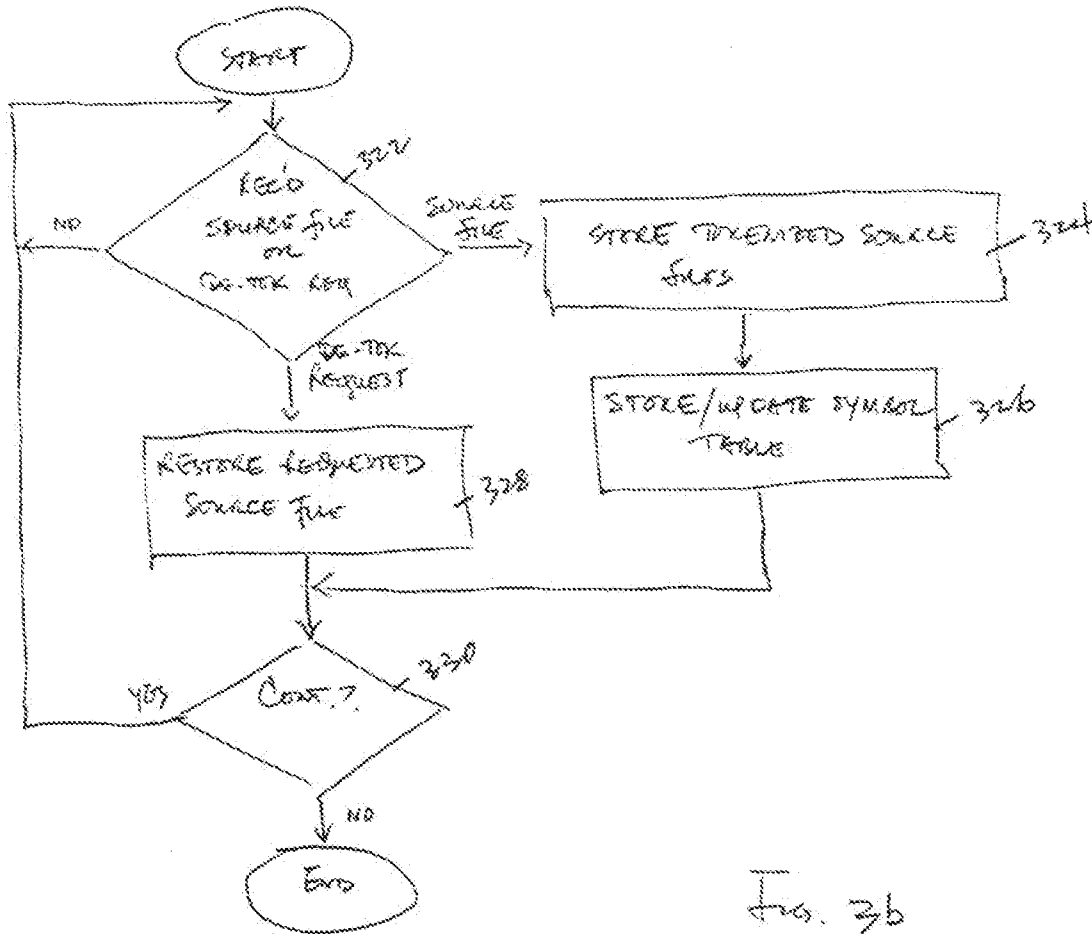 START
322
REC'D
SOURCE FILE
OR
DE-TOK REQ
NO
SOURCE
FILE
STORE TOKENIZED SOURCE
FILES
324
DE-TOK
REQUEST
STORE/UPDATE SYMBOL
TABLE
326
RESTORE REQUESTED
SOURCE FILE
328
CONT.?
330
YES
NO
END
FIG. 3b